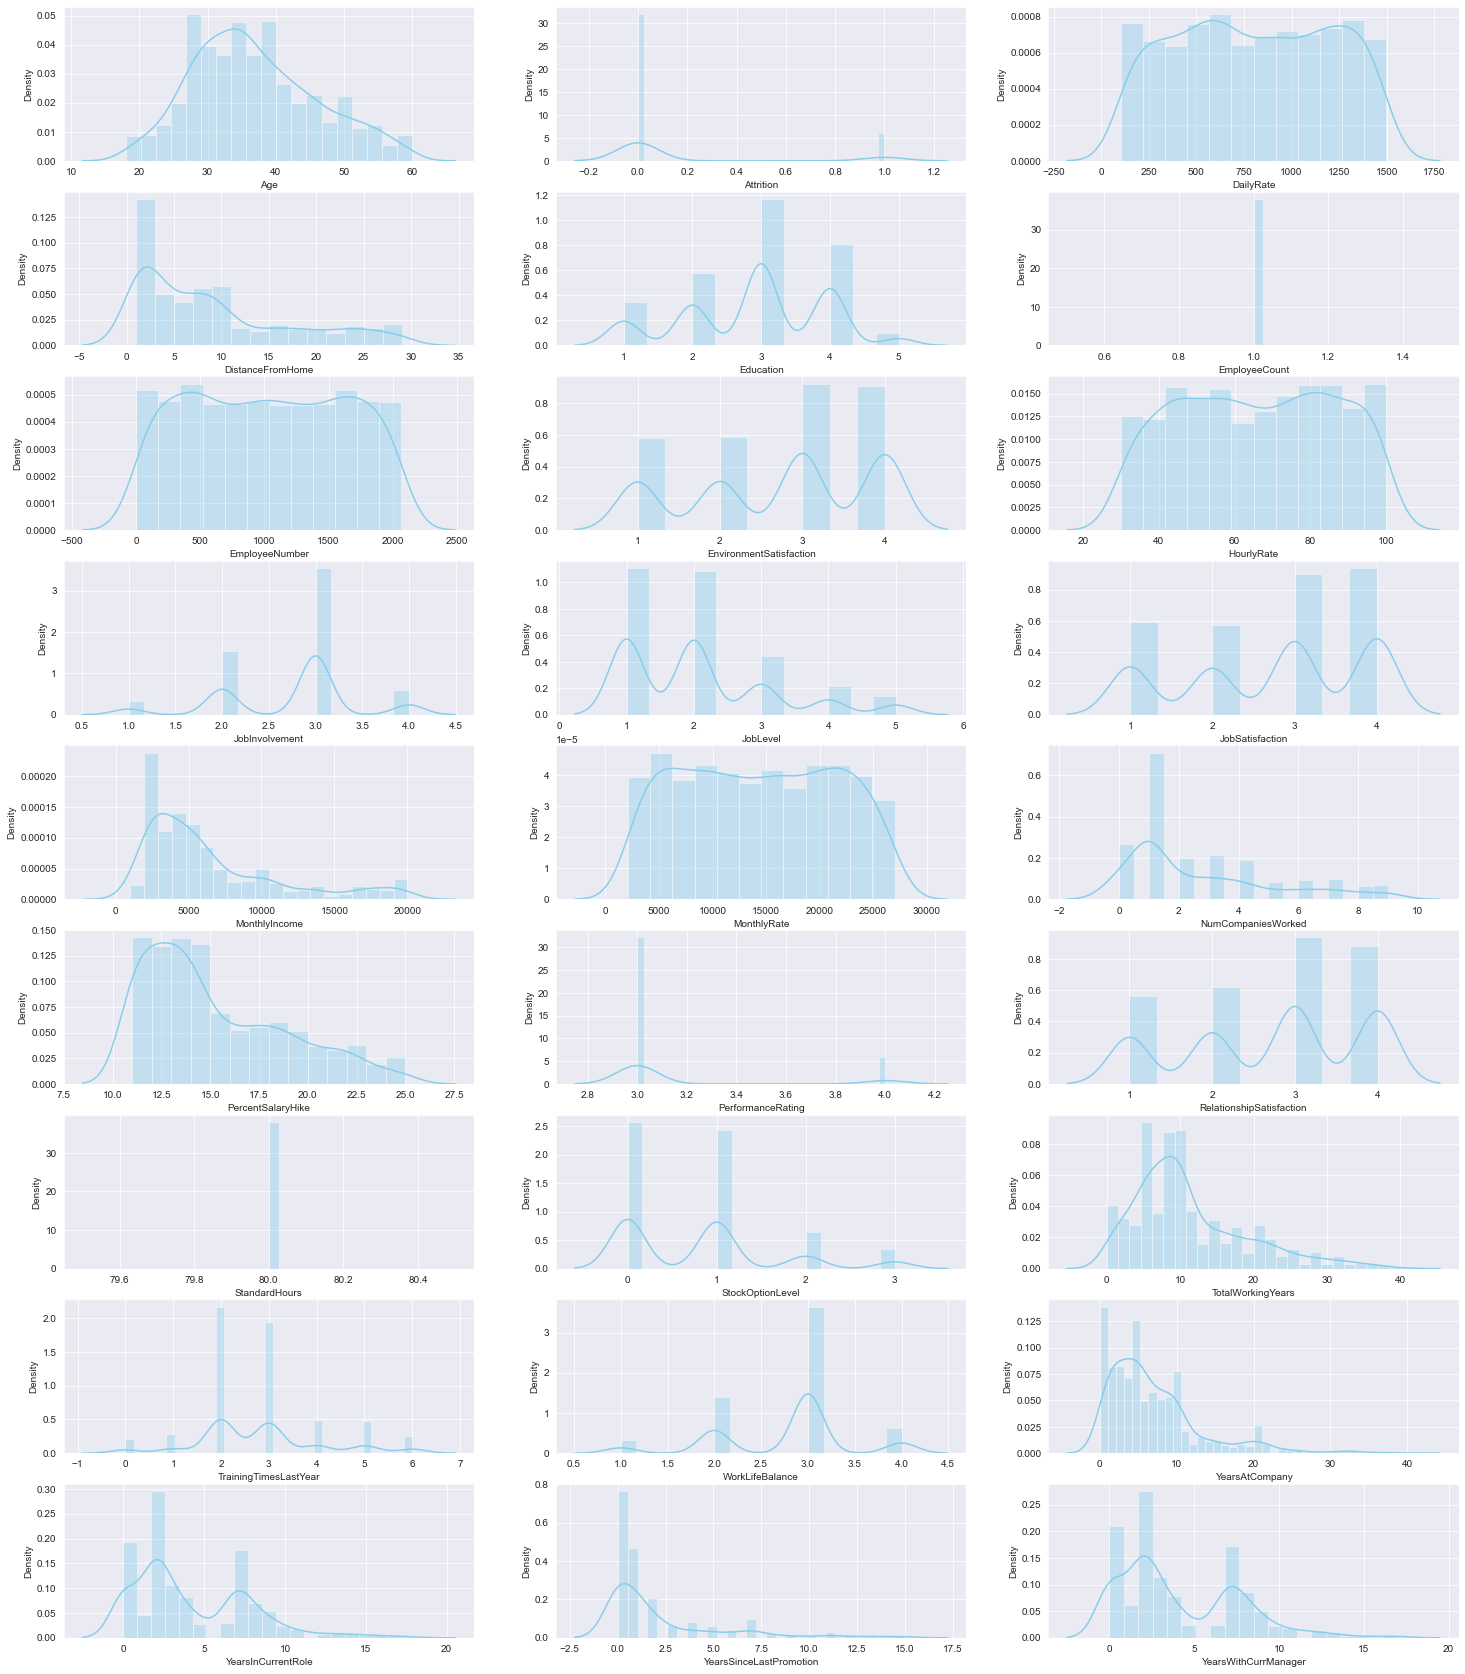 0.05
0.04
0.03
0.02
0.01
0.00
Density
10 20 30 40 50 60
Age
30
25
20
15
10
5
0
Density
−0.2 0.0 0.2 0.4 0.6 0.8 1.0 1.2
Attrition
0.0008
0.0006
0.0004
0.0002
0.0000
Density
−250 0 250 500 750 1000 1250 1500 1750
DailyRate
0.125
0.100
0.075
0.050
0.025
0.000
Density
−5 0 5 10 15 20 25 30 35
DistanceFromHome
1.2
1.0
0.8
0.6
0.4
0.2
0.0
Density
1 2 3 4 5
Education
30
20
10
0
Density
0.6 0.8 1.0 1.2 1.4
EmployeeCount
0.0005
0.0004
0.0003
0.0002
0.0001
0.0000
Density
−500 0 500 1000 1500 2000 2500
EmployeeNumber
0.8
0.6
0.4
0.2
0.0
Density
1 2 3 4
EnvironmentSatisfaction
0.0150
0.0125
0.0100
0.0075
0.0050
0.0025
0.0000
Density
20 40 60 80 100
HourlyRate
3
2
1
0
Density
0.5 1.0 1.5 2.0 2.5 3.0 3.5 4.0 4.5
JobInvolvement
1.0
0.8
0.6
0.4
0.2
0.0
Density
0 1 2 3 4 5 6
JobLevel
0.8
0.6
0.4
0.2
0.0
Density
1 2 3 4
JobSatisfaction
0.00020
0.00015
0.00010
0.00005
0.00000
Density
0 5000 10000 15000 20000
MonthlyIncome
1e−5
4
3
2
1
0
Density
0 5000 10000 15000 20000 25000 30000
MonthlyRate
0.6
0.4
0.2
0.0
Density
−2 0 2 4 6 8 10
NumCompaniesWorked
0.150
0.125
0.100
0.075
0.050
0.025
0.000
Density
7.5 10.0 12.5 15.0 17.5 20.0 22.5 25.0 27.5
PercentSalaryHike
30
25
20
15
10
5
0
Density
2.8 3.0 3.2 3.4 3.6 3.8 4.0 4.2
PerformanceRating
0.8
0.6
0.4
0.2
0.0
Density
1 2 3 4
RelationshipSatisfaction
30
20
10
0
Density
79.6 79.8 80.0 80.2 80.4
StandardHours
2.5
2.0
1.5
1.0
0.5
0.0
Density
0 1 2 3
StockOptionLevel
0.08
0.06
0.04
0.02
0.00
Density
0 10 20 30 40
TotalWorkingYears
2.0
1.5
1.0
0.5
0.0
Density
−1 0 1 2 3 4 5 6 7
TrainingTimesLastYear
3
2
1
0
Density
0.5 1.0 1.5 2.0 2.5 3.0 3.5 4.0 4.5
WorkLifeBalance
0.125
0.100
0.075
0.050
0.025
0.000
Density
0 10 20 30 40
YearsAtCompany
0.30
0.25
0.20
0.15
0.10
0.05
0.00
Density
0 5 10 15 20
YearsInCurrentRole
0.8
0.6
0.4
0.2
0.0
Density
−2.5 0.0 2.5 5.0 7.5 10.0 12.5 15.0 17.5
YearsSinceLastPromotion
0.25
0.20
0.15
0.10
0.05
0.00
Density
0 5 10 15 20
YearsWithCurrManager